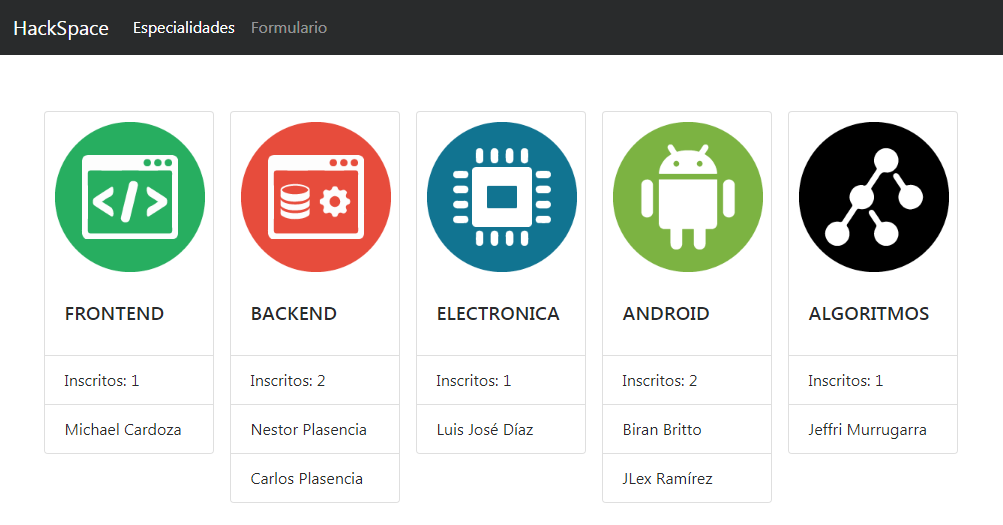 HackSpace Especialidades Formulario
FRONTEND
Inscritos: 1
Michael Cardoza
BACKEND
Inscritos: 2
Nestor Plasencia
Carlos Plasencia
ELECTRONICA
Inscritos: 1
Luis José Díaz
ANDROID
Inscritos: 2
Biran Britto
JLex Ramírez
ALGORITMOS
Inscritos: 1
Jeffri Murrugarra